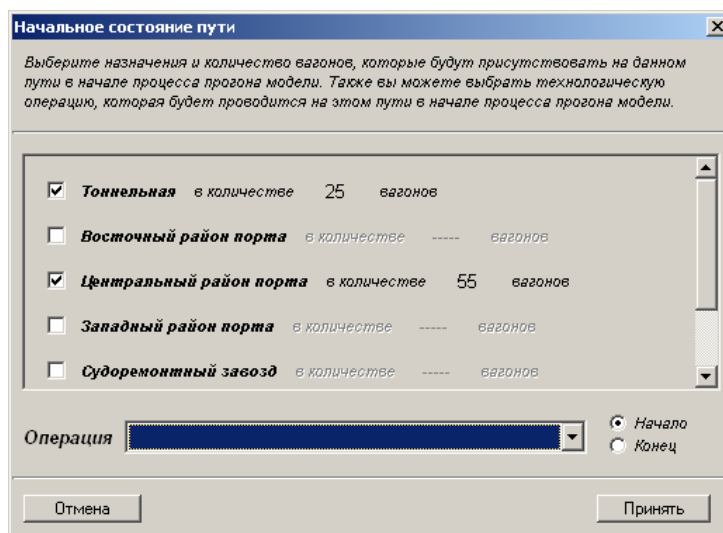 Начальное состояние пути
Выберите назначения и количество вагонов, которые будут присутствовать на данном
пути в начале процесса прогона модели. Также вы можете выбрать технологическую
операцию, которая будет проводится на этом пути в начале процесса прогона модели.
Тоннельная в количестве 25 вагонов
Восточный район порта в количестве ----- вагонов
Центральный район порта в количестве 55 вагонов
Западный район порта в количестве ----- вагонов
Судоремонтный завозд в количестве ----- вагонов
Операция
Начало
Конец
Отмена
Принять